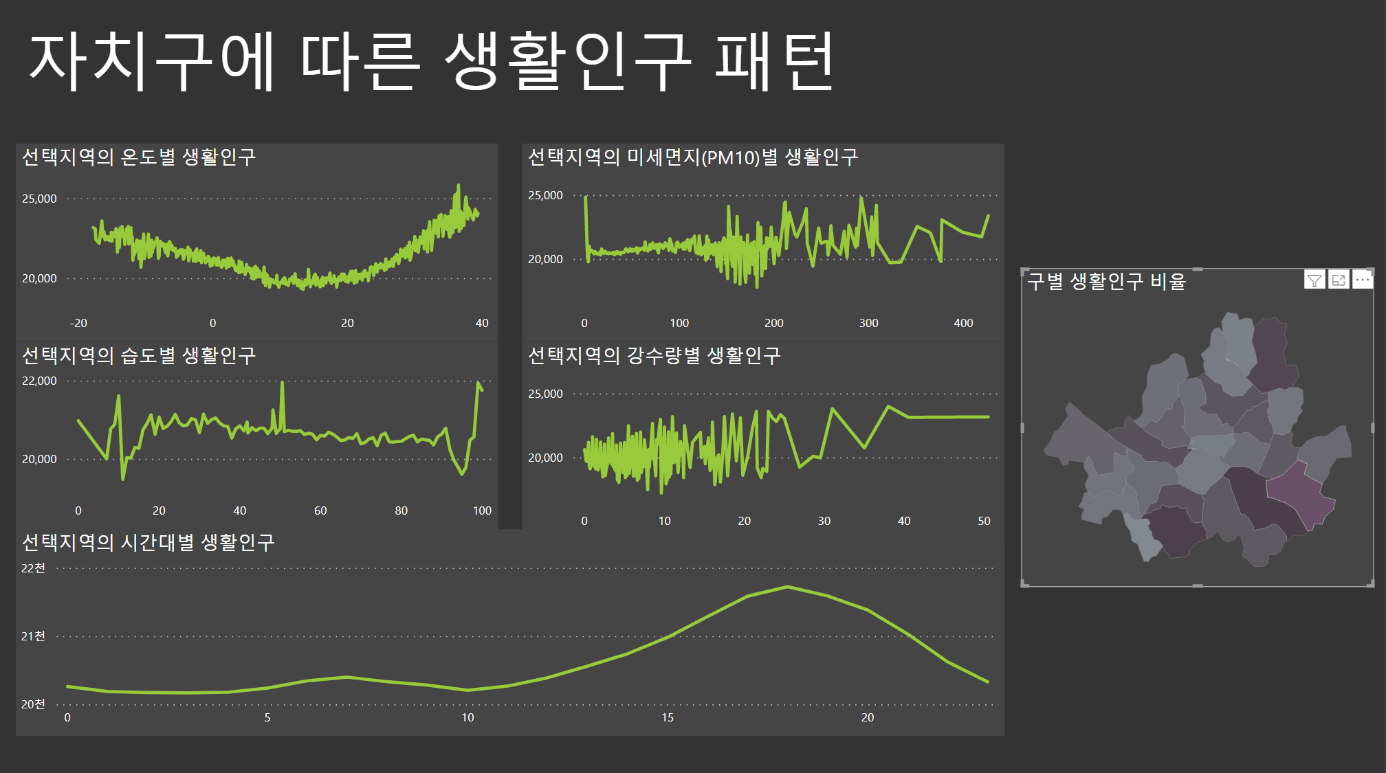 자치구에 따른 생활인구 패턴
선택지역의 온도별 생활인구
25,000
20,000
-20 0 20 40
선택지역의 미세면지(PM10)별 생활인구
25,000
20,000
0 100 200 300 400
선택지역의 습도별 생활인구
22,000
20,000
0 20 40 60 80 100
선택지역의 강수량별 생활인구
25,000
20,000
0 10 20 30 40 50
선택지역의 시간대별 생활인구
22천
21천
20천
0 5 10 15 20
구별 생활인구 비율